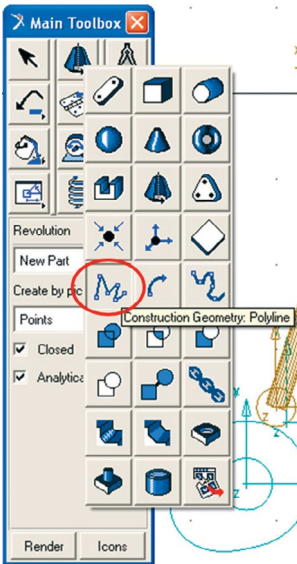 Main Toolbox
Revolution
New Part
Create by pic
Points
Construction Geometry: Polyline
Closed
Analytica
Render
Icons
z
z
z